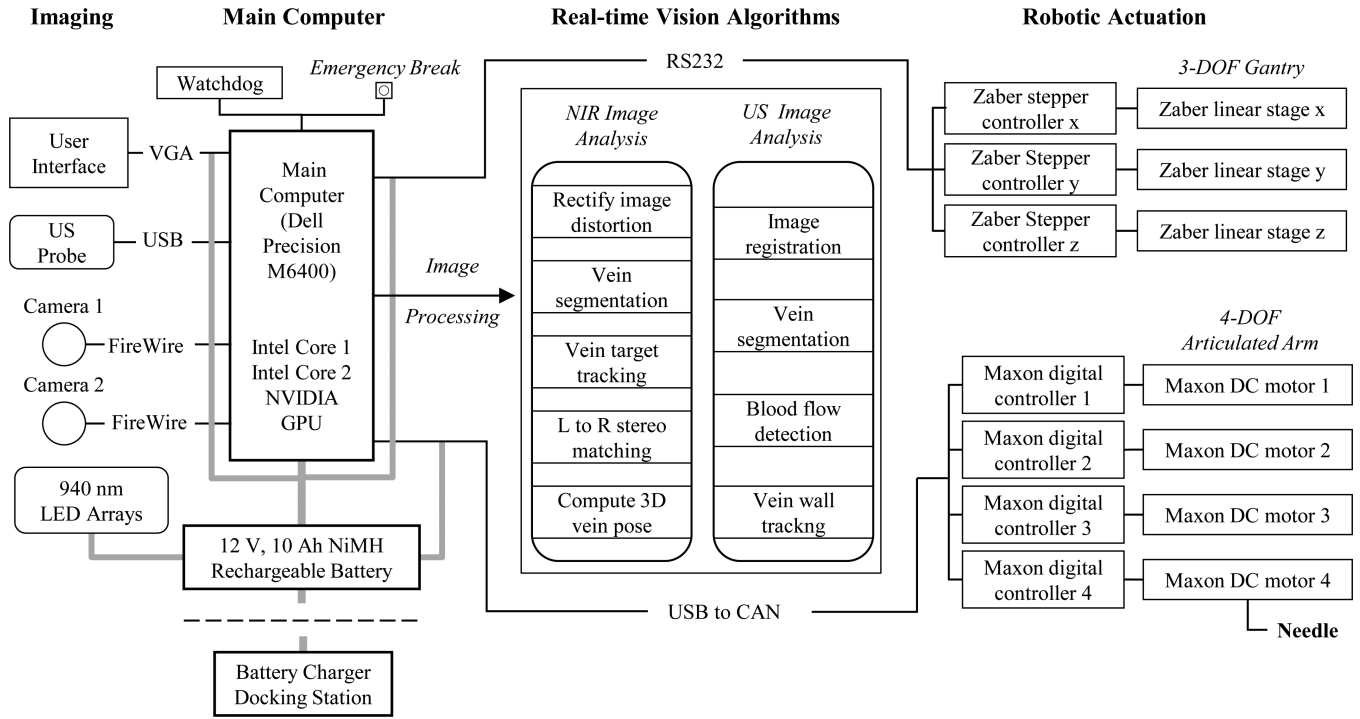 Imaging
Main Computer
Real-time Vision Algorithms
Robotic Actuation
Watchdog
Emergency Break
User
Interface
VGA
US
Probe
USB
Camera 1
FireWire
Camera 2
FireWire
940 nm
LED Arrays
Main
Computer
(Dell
Precision
M6400)
Intel Core 1
Intel Core 2
NVIDIA
GPU
12 V, 10 Ah NiMH
Rechargeable Battery
Battery Charger
Docking Station
Image
Processing
RS232
NIR Image
Analysis
Rectify image
distortion
Vein
segmentation
Vein target
tracking
L to R stereo
matching
Compute 3D
vein pose
US Image
Analysis
Image
registration
Vein
segmentation
Blood flow
detection
Vein wall
trackng
USB to CAN
3-DOF Gantry
Zaber stepper
controller x
Zaber linear stage x
Zaber Stepper
controller y
Zaber linear stage y
Zaber Stepper
controller z
Zaber linear stage z
4-DOF
Articulated Arm
Maxon digital
controller 1
Maxon DC motor 1
Maxon digital
controller 2
Maxon DC motor 2
Maxon digital
controller 3
Maxon DC motor 3
Maxon digital
controller 4
Maxon DC motor 4
Needle